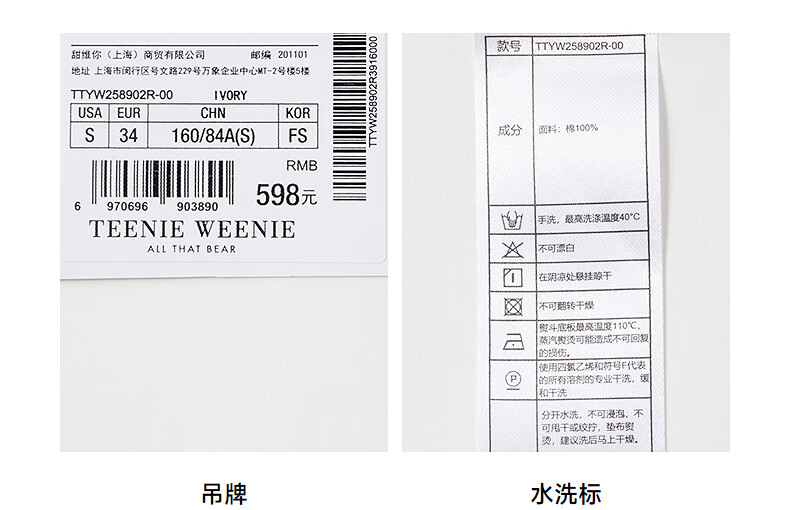 甜维你（上海）商贸有限公司 邮编 201101
地址 上海市闵行区号文路229号万象企业中心MT-2号楼5楼
TTYW258902R-00 IVORY
USA EUR CHN KOR
S 34 160/84A(S) FS
RMB
598元
6 970696 903890
TEENIE WEENIE
ALL THAT BEAR
TTYW258902R3916000
吊牌
款号 TTYW258902R-00
成分 面料：棉100%
手洗，最高洗涤温度40°C
不可漂白
在阴凉处悬挂晾干
不可翻转干燥
熨斗底板最高温度110℃，
蒸汽熨烫可能造成不可回复
的损伤。
P
使用四氯乙烯和符号F代表
的所有溶剂的专业干洗，缓
和干洗
分开水洗，不可浸泡，不
可甩干或绞拧，垫布熨
烫，建议洗后马上干燥。
水洗标